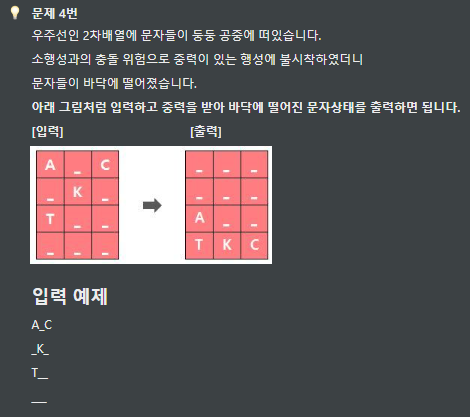 💡 문제 4번
우주선인 2차배열에 문자들이 둥둥 공중에 떠있습니다.
소행성과의 충돌 위험으로 중력이 있는 행성에 불시착하였더니
문자들이 바닥에 떨어졌습니다.
아래 그림처럼 입력하고 중력을 받아 바닥에 떨어진 문자상태를 출력하면 됩니다.
[입력] [출력]
A _ C _ _ _
_ K _ _ _ _
T _ _ A _ _
_ _ _ T K C
입력 예제
A_C
_K_
T__
___